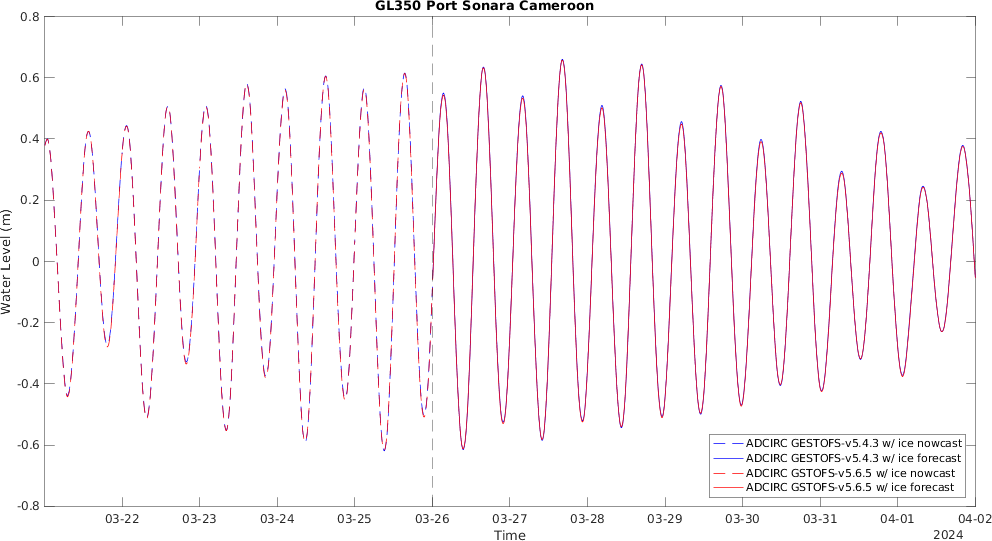 GL350 Port Sonara Cameroon
Water Level (m)
0.8
0.6
0.4
0.2
0
-0.2
-0.4
-0.6
-0.8
ADCIRC GESTOFS-v5.4.3 w/ ice nowcast
ADCIRC GESTOFS-v5.4.3 w/ ice forecast
ADCIRC GSTOFS-v5.6.5 w/ ice nowcast
ADCIRC GSTOFS-v5.6.5 w/ ice forecast
03-22 03-23 03-24 03-25 03-26 03-27 03-28 03-29 03-30 03-31 04-01 04-02
Time
2024